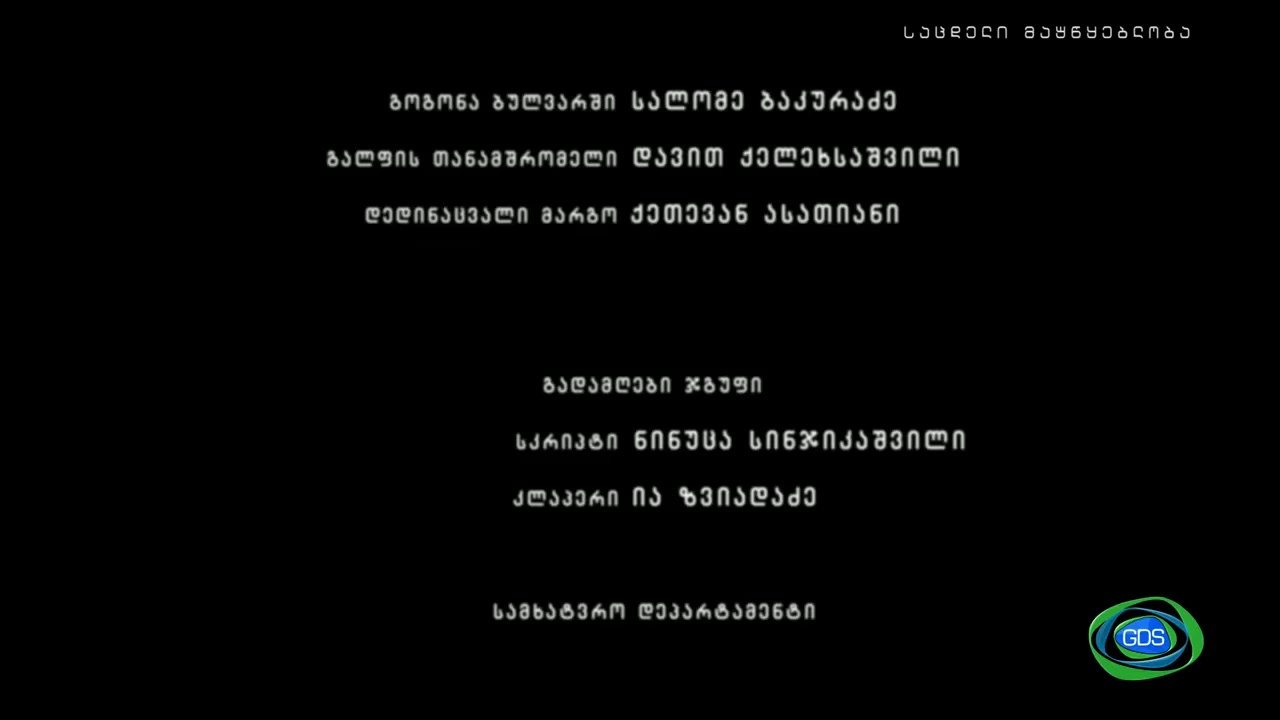 საცდელი მაუწყებლობა
გოგონა ბულვარში სალომე ბაკურაძე
გალფის თანამშრომელი დავით ქელეხსაშვილი
დედინაცვალი მარგო ქეთევან ასათიანი
გადამღები ჯგუფი
სკრიპტი ნინუცა სინჯიკაშვილი
კლაპერი ია ზვიადაძე
სამხატვრო დეპარტამენტი
GDS